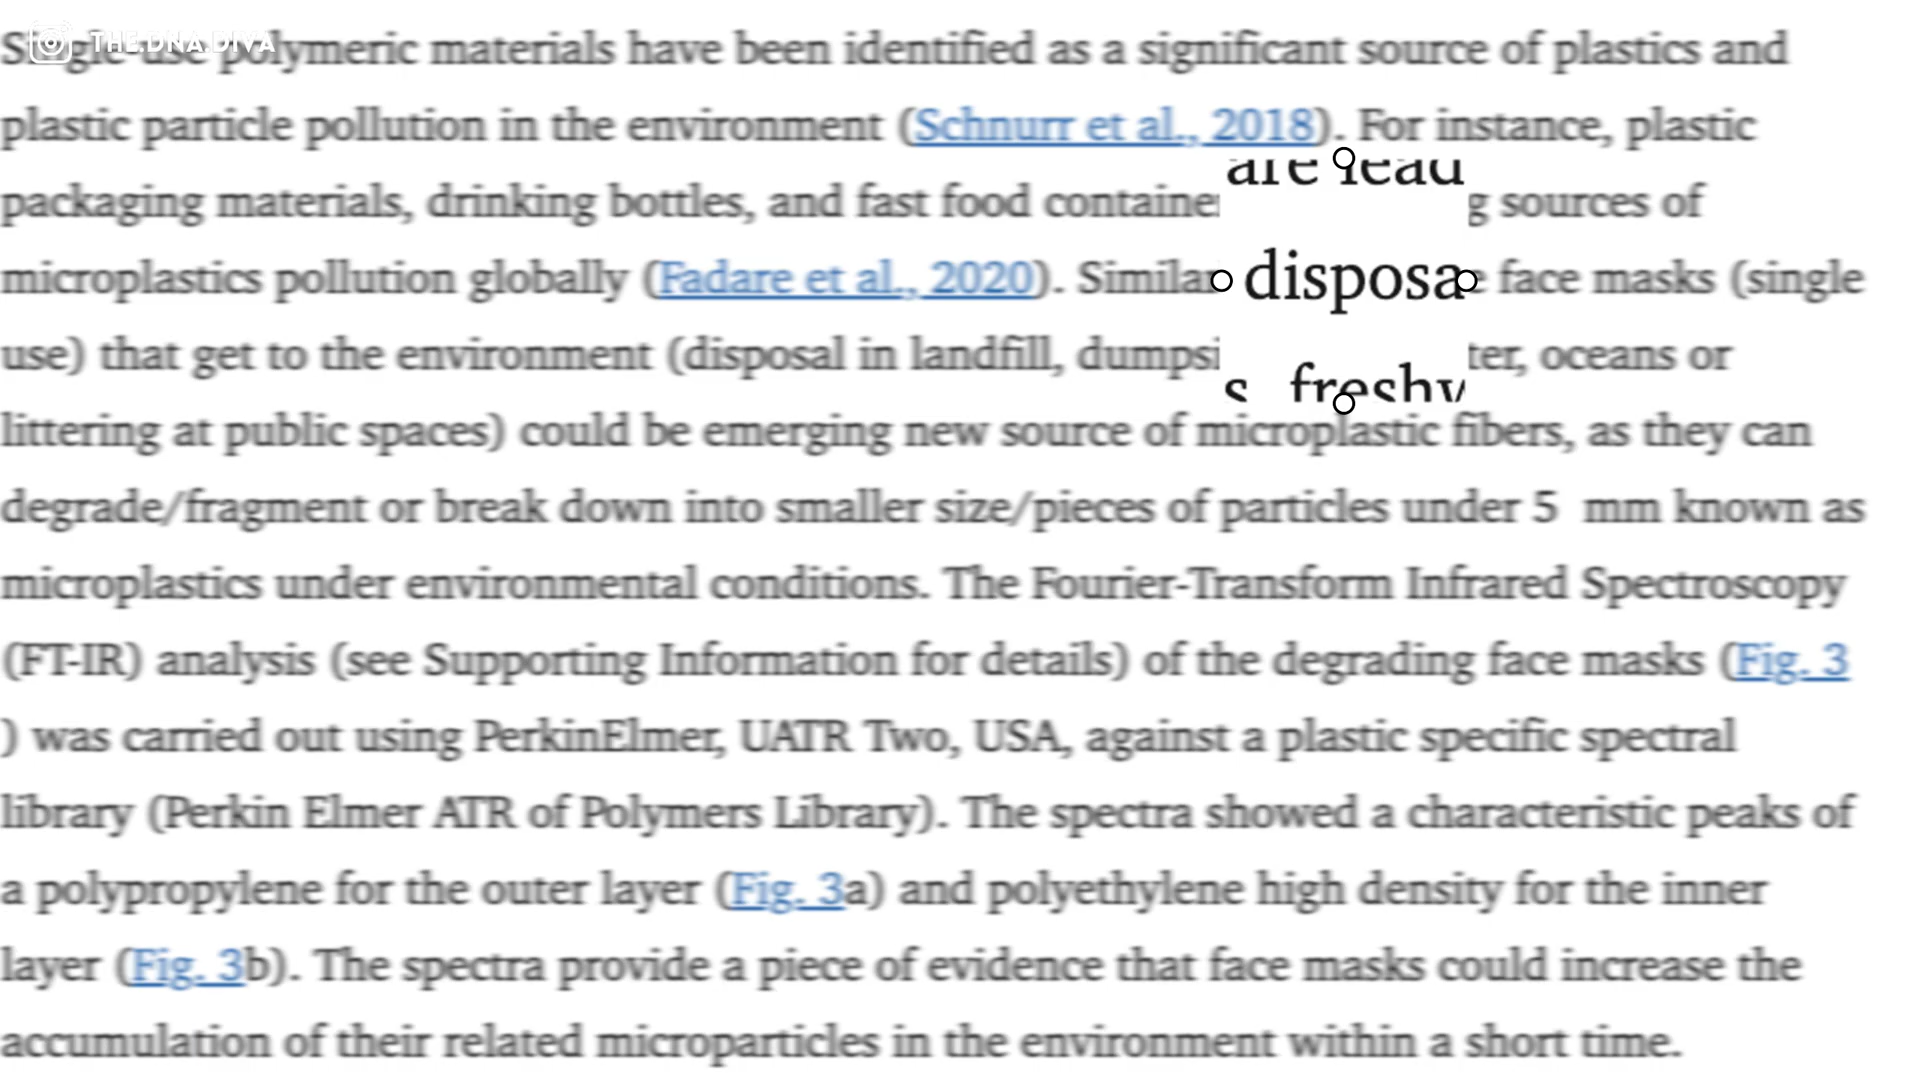 THE.DNA.DIVA
Single-use polymeric materials have been identified as a significant source of plastics and
plastic particle pollution in the environment (Schnurr et al., 2018). For instance, plastic
packaging materials, drinking bottles, and fast food container are lead g sources of
microplastics pollution globally (Fadare et al., 2020). Similar disposa e face masks (single
use) that get to the environment (disposal in landfill, dumpsi s, freshw ter, oceans or
littering at public spaces) could be emerging new source of microplastic fibers, as they can
degrade/fragment or break down into smaller size/pieces of particles under 5 mm known as
microplastics under environmental conditions. The Fourier-Transform Infrared Spectroscopy
(FT-IR) analysis (see Supporting Information for details) of the degrading face masks (Fig. 3
) was carried out using PerkinElmer, UATR Two, USA, against a plastic specific spectral
library (Perkin Elmer ATR of Polymers Library). The spectra showed a characteristic peaks of
a polypropylene for the outer layer (Fig. 3a) and polyethylene high density for the inner
layer (Fig. 3b). The spectra provide a piece of evidence that face masks could increase the
accumulation of their related microparticles in the environment within a short time.